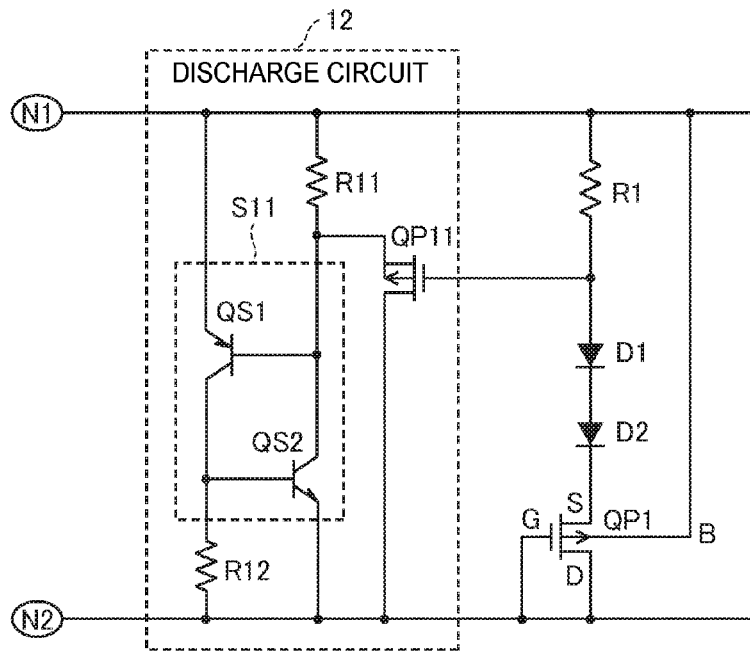 12
DISCHARGE CIRCUIT
N1
R11
R1
S11
QP11
QS1
D1
QS2
D2
S
G
QP1
B
D
R12
N2